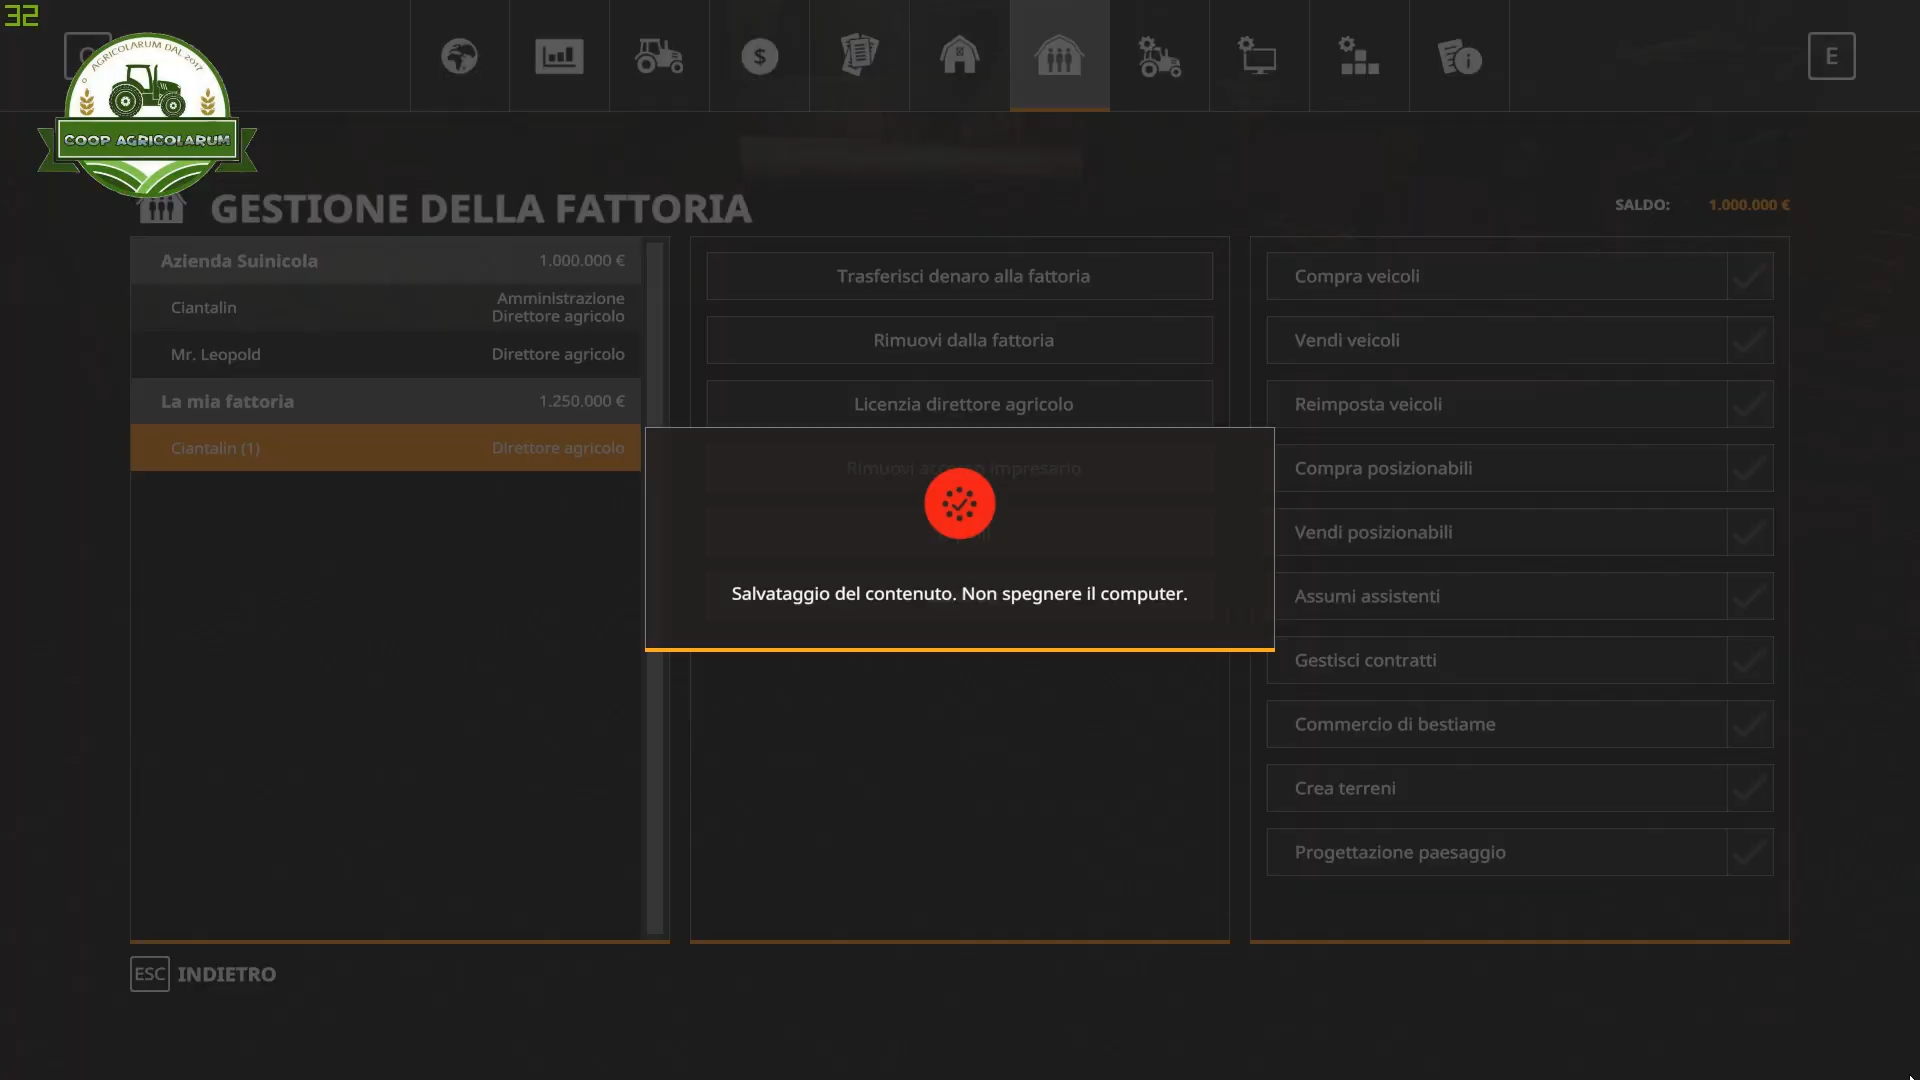 32
E
AGRICOLARUM DAL 2017
COOP AGRICOLARUM
GESTIONE DELLA FATTORIA
SALDO: 1.000.000 €
Azienda Suinicola 1.000.000 €
Ciantalin Amministrazione
Direttore agricolo
Mr. Leopold Direttore agricolo
La mia fattoria 1.250.000 €
Ciantalin (1) Direttore agricolo
Trasferisci denaro alla fattoria
Rimuovi dalla fattoria
Licenzia direttore agricolo
Rimuovi impresario
Salvataggio del contenuto. Non spegnere il computer.
Compra veicoli
Vendi veicoli
Reimposta veicoli
Compra posizionabili
Vendi posizionabili
Assumi assistenti
Gestisci contratti
Commercio di bestiame
Crea terreni
Progettazione paesaggio
ESC INDIETRO